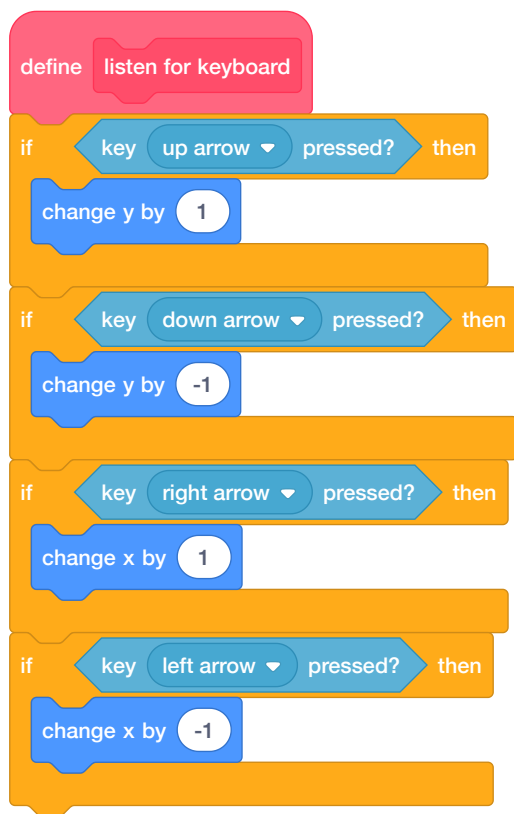 define listen for keyboard
if key up arrow pressed? then
change y by 1
if key down arrow pressed? then
change y by -1
if key right arrow pressed? then
change x by 1
if key left arrow pressed? then
change x by -1